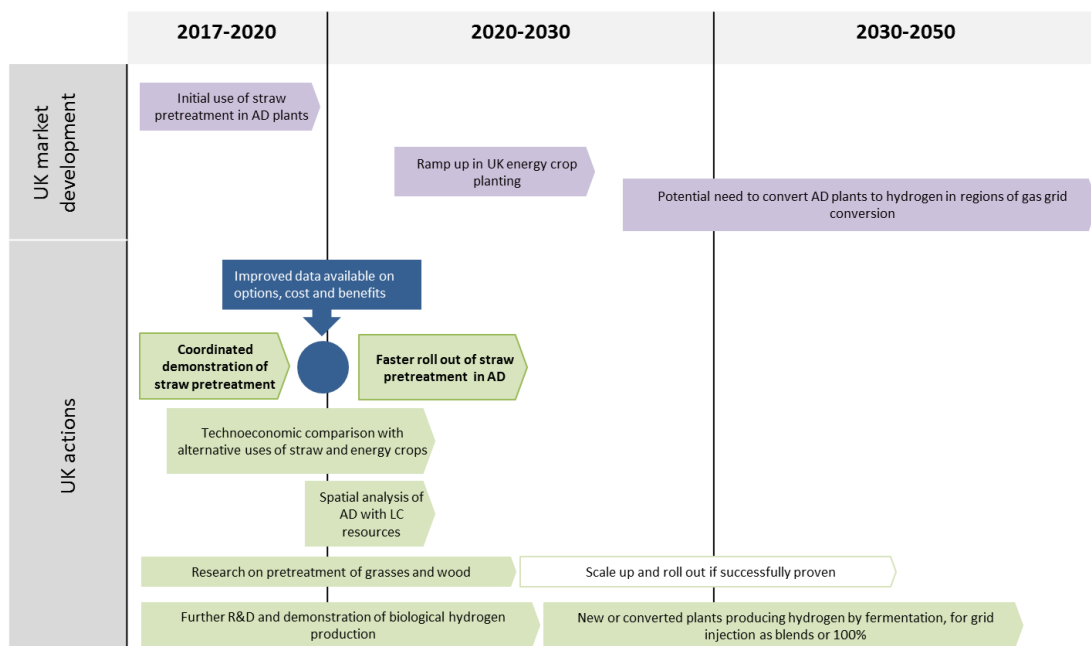 2017-2020
2020-2030
2030-2050
UK market
development
Initial use of straw
pretreatment in AD plants
Ramp up in UK energy crop
planting
Potential need to convert AD plants to hydrogen in regions of gas grid
conversion
UK actions
Improved data available on
options, cost and benefits
Coordinated
demonstration of
straw pretreatment
Faster roll out of straw
pretreatment in AD
Technoeconomic comparison with
alternative uses of straw and energy crops
Spatial analysis of
AD with LC
resources
Research on pretreatment of grasses and wood
Scale up and roll out if successfully proven
Further R&D and demonstration of biological hydrogen
production
New or converted plants producing hydrogen by fermentation, for grid
injection as blends or 100%